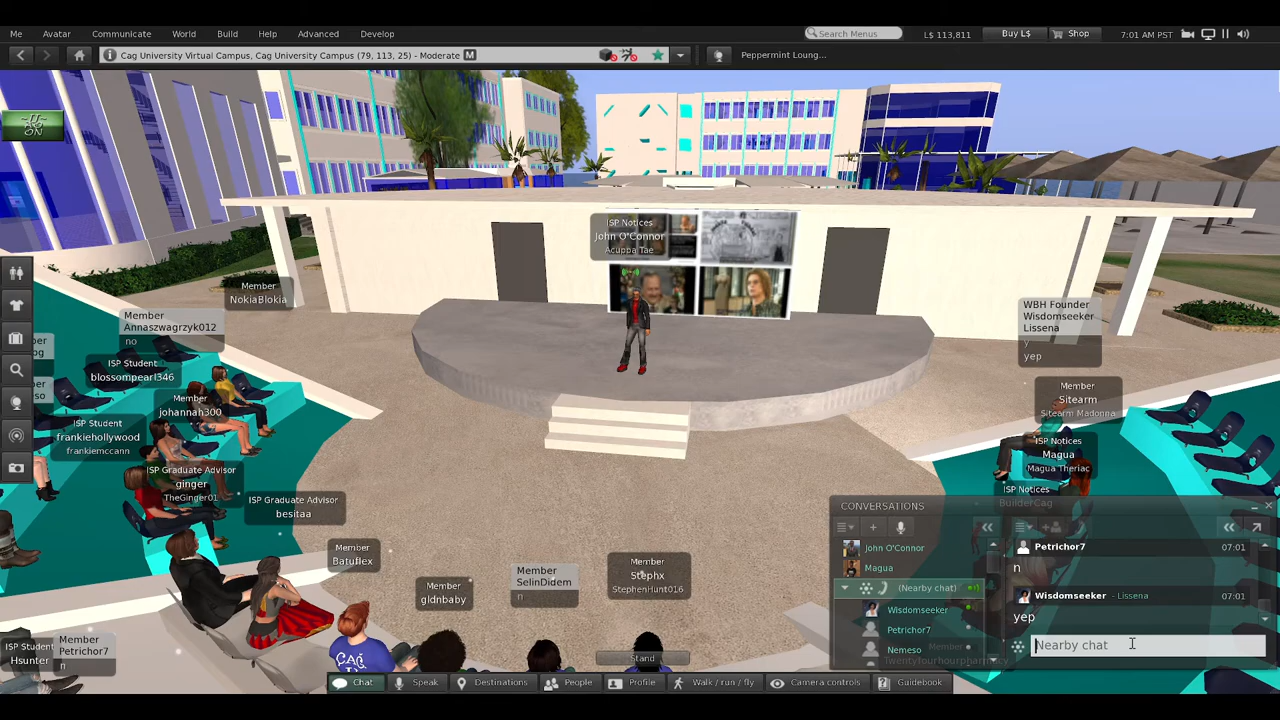 Me Avatar Communicate World Build Help Advanced Develop
Search Menus
L$ 113,811
Buy L$
Shop
7:01 AM PST
Cag University Virtual Campus, Cag University Campus (79, 113, 25) - Moderate M
Peppermint Loung...
ON
ISP Notices
John O'Connor
Acuppa Tae
Member
NokiaBlokia
Member
Annaszwagrzyk012
no
ISP Student
blossompearl346
Member
johannah300
ISP Student
frankiehollywood
frankiemccann
ISP Graduate Advisor
ginger
TheGinger01
ISP Graduate Advisor
besitaa
Member
Batuflex
Member
gldnbaby
Member
SelinDidem
n
Member
Stephx
StephenHunt016
ISP Student
Hsunter
Member
Petrichor7
n
WBH Founder
Wisdomseeker
Lissena
y
yep
Member
Sitearm
Sitearm Madonna
ISP Notices
Magua
Magua Theriac
ISP Notices
BuilderCag
CAG
CONVERSATIONS
John O'Connor
Magua
(Nearby chat)
Wisdomseeker
Petrichor7
Nemeso
Member
Twentyfourhourpharmacy
Petrichor7 07:01
n
Wisdomseeker - Lissena 07:01
yep
Nearby chat
Stand
Chat Speak Destinations People Profile Walk / run / fly Camera controls Guidebook